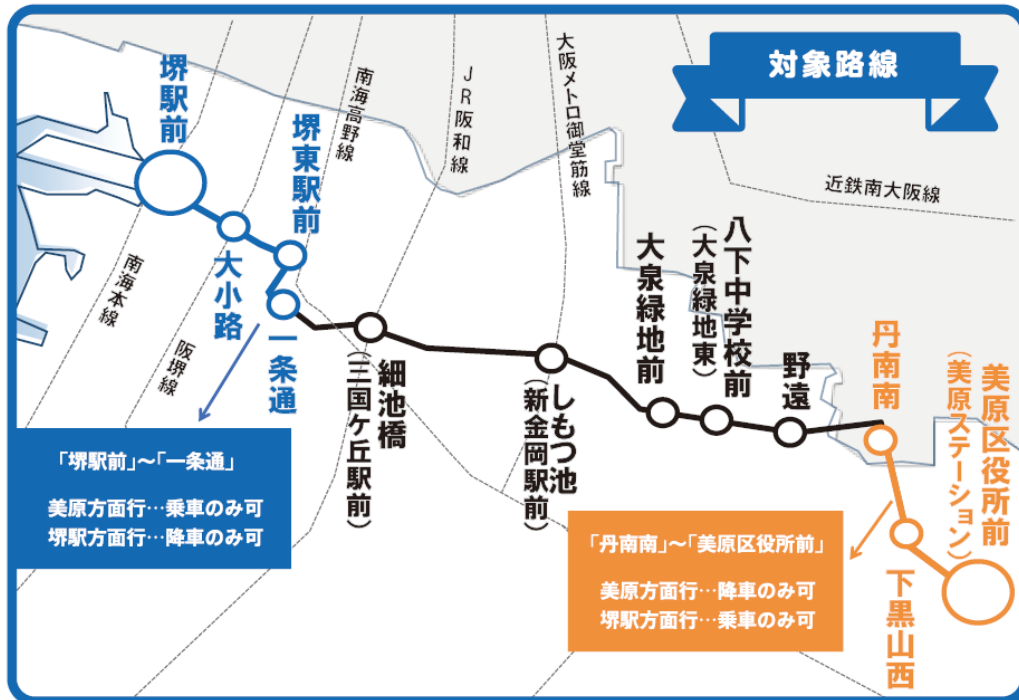 対象路線
堺駅前
大小路
堺東駅前
一条通
細池橋
（三国ケ丘駅前）
しもつ池
（新金岡駅前）
大泉緑地前
八下中学校前
（大泉緑地東）
野遠
丹南南
下黒山西
美原区役所前
（美原ステーション）
南海本線
阪堺線
南海高野線
JR阪和線
大阪メトロ御堂筋線
近鉄南大阪線
「堺駅前」～「一条通」
美原方面行…乗車のみ可
堺駅方面行…降車のみ可
「丹南南」～「美原区役所前」
美原方面行…降車のみ可
堺駅方面行…乗車のみ可